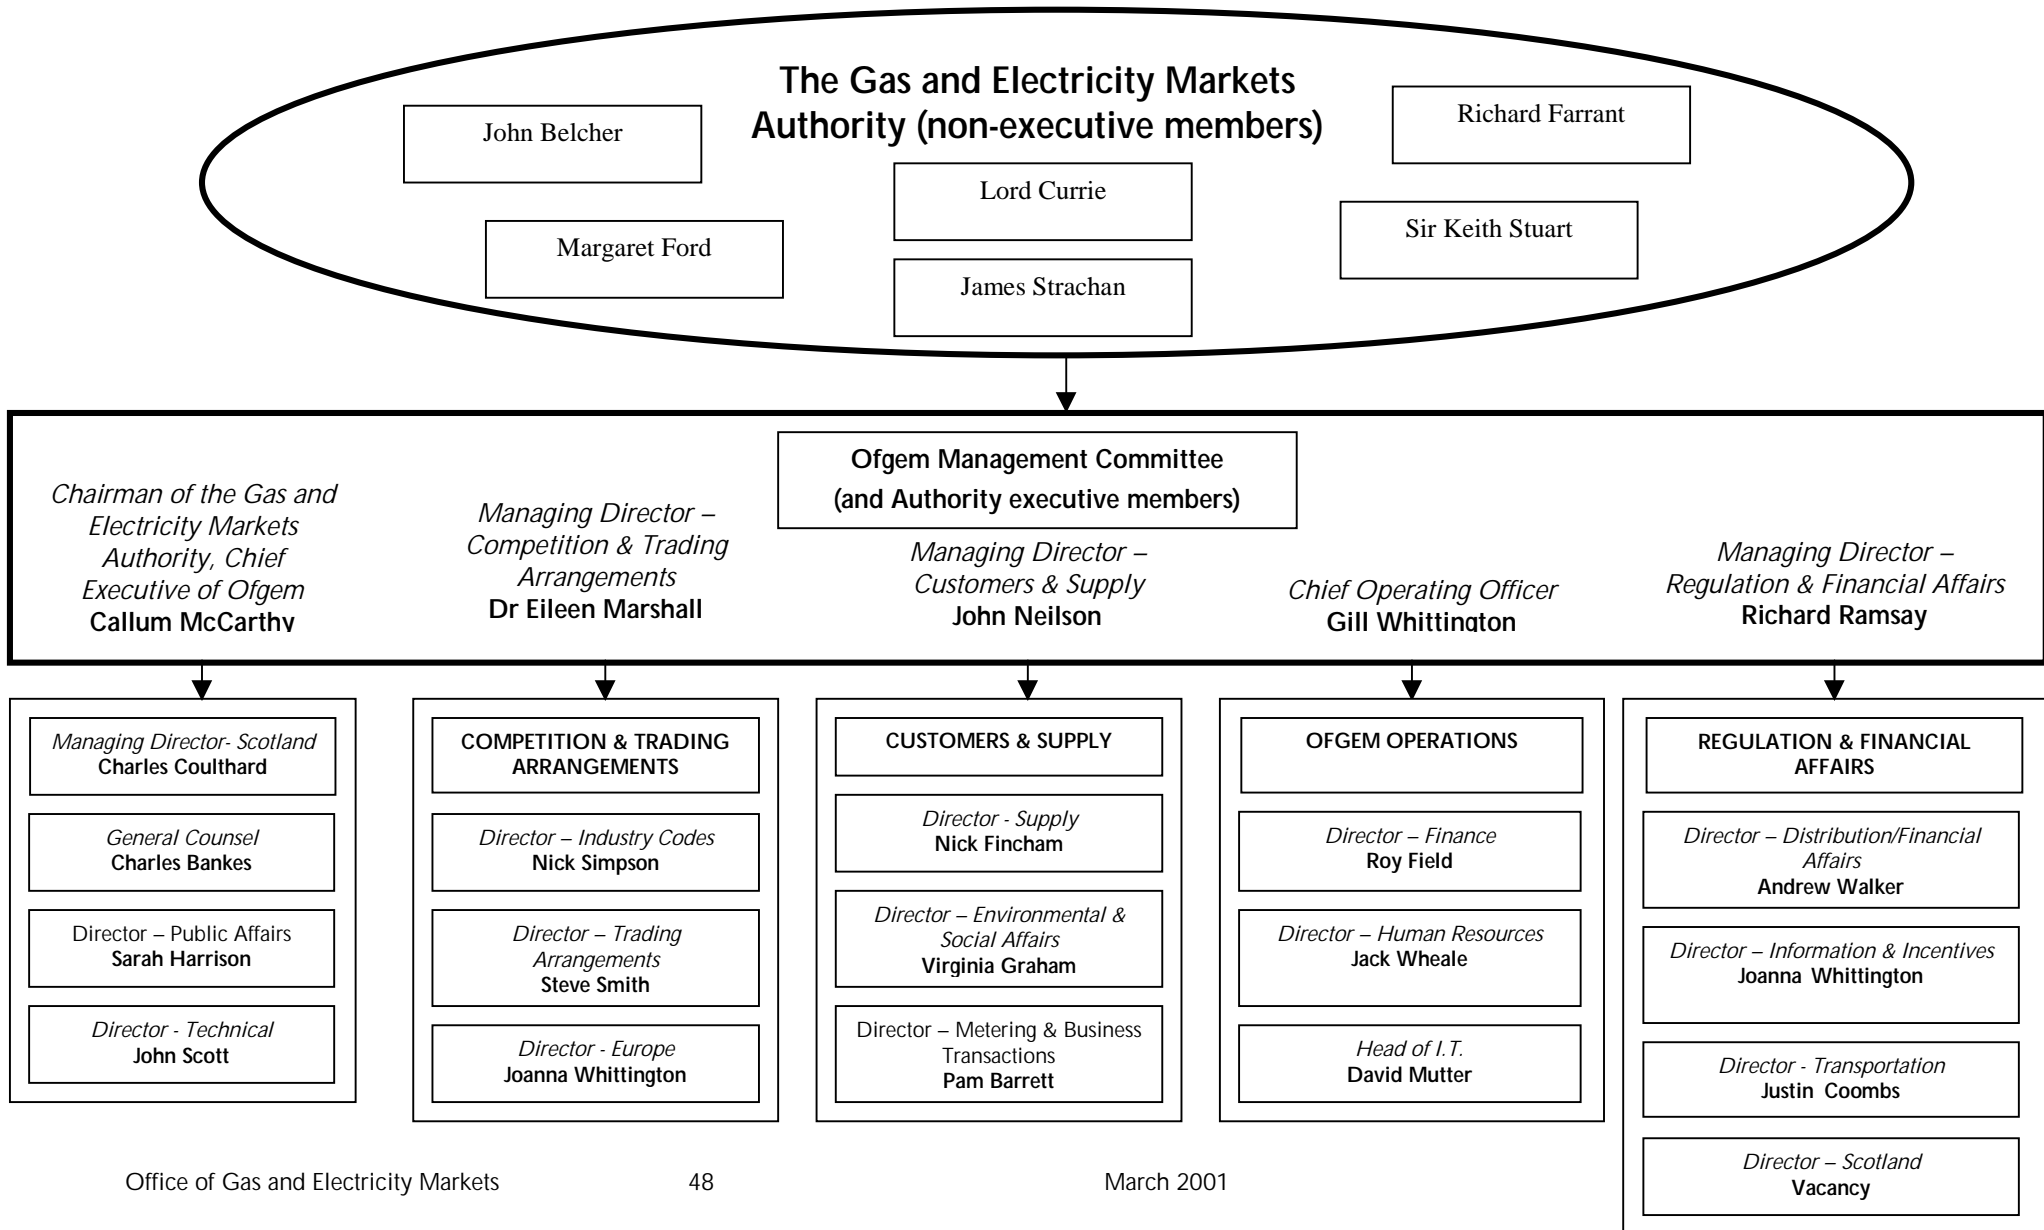 The Gas and Electricity Markets
Authority (non-executive members)
John Belcher
Richard Farrant
Lord Currie
Margaret Ford
Sir Keith Stuart
James Strachan
Ofgem Management Committee
(and Authority executive members)
Chairman of the Gas and
Electricity Markets
Authority, Chief
Executive of Ofgem
Callum McCarthy
Managing Director –
Competition & Trading
Arrangements
Dr Eileen Marshall
Managing Director –
Customers & Supply
John Neilson
Chief Operating Officer
Gill Whittington
Managing Director –
Regulation & Financial Affairs
Richard Ramsay
Managing Director- Scotland
Charles Coulthard
General Counsel
Charles Bankes
Director – Public Affairs
Sarah Harrison
Director - Technical
John Scott
COMPETITION & TRADING
ARRANGEMENTS
Director – Industry Codes
Nick Simpson
Director – Trading
Arrangements
Steve Smith
Director - Europe
Joanna Whittington
CUSTOMERS & SUPPLY
Director - Supply
Nick Fincham
Director – Environmental &
Social Affairs
Virginia Graham
Director – Metering & Business
Transactions
Pam Barrett
OFGEM OPERATIONS
Director – Finance
Roy Field
Director – Human Resources
Jack Wheale
Head of I.T.
David Mutter
REGULATION & FINANCIAL
AFFAIRS
Director – Distribution/Financial
Affairs
Andrew Walker
Director – Information & Incentives
Joanna Whittington
Director - Transportation
Justin Coombs
Director – Scotland
Vacancy
Office of Gas and Electricity Markets 48 March 2001